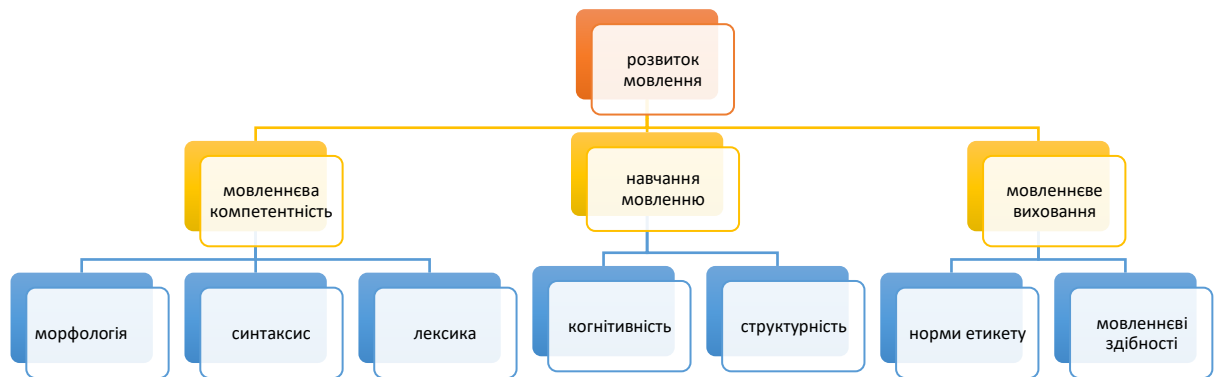 розвиток
мовлення
мовленнєва
компетентність
навчання
мовленню
мовленнєве
виховання
морфологія
синтаксис
лексика
когнітивність
структурність
норми етикету
мовленнєві
здібності